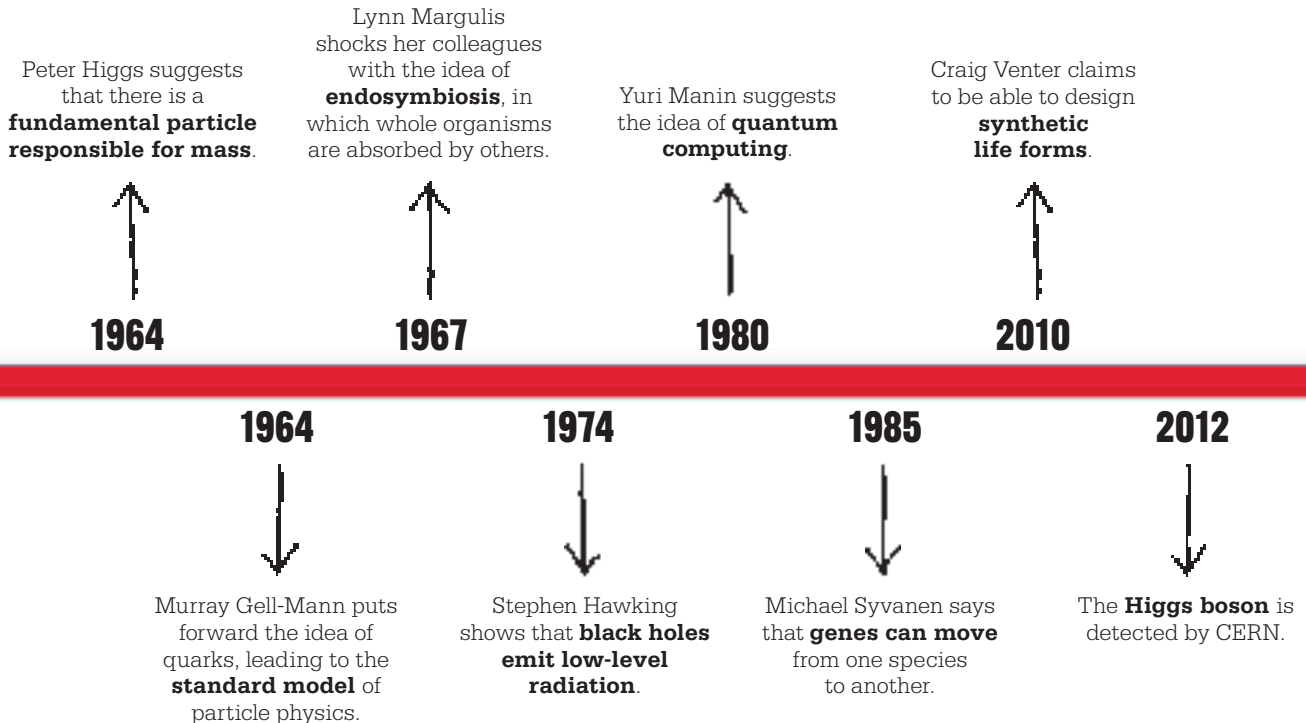 Peter Higgs suggests
that there is a
fundamental particle
responsible for mass.
1964
Lynn Margulis
shocks her colleagues
with the idea of
endosymbiosis, in
which whole organisms
are absorbed by others.
1967
Yuri Manin suggests
the idea of quantum
computing.
1980
Craig Venter claims
to be able to design
synthetic
life forms.
2010
1964
Murray Gell-Mann puts
forward the idea of
quarks, leading to the
standard model of
particle physics.
1974
Stephen Hawking
shows that black holes
emit low-level
radiation.
1985
Michael Syvanen says
that genes can move
from one species
to another.
2012
The Higgs boson is
detected by CERN.